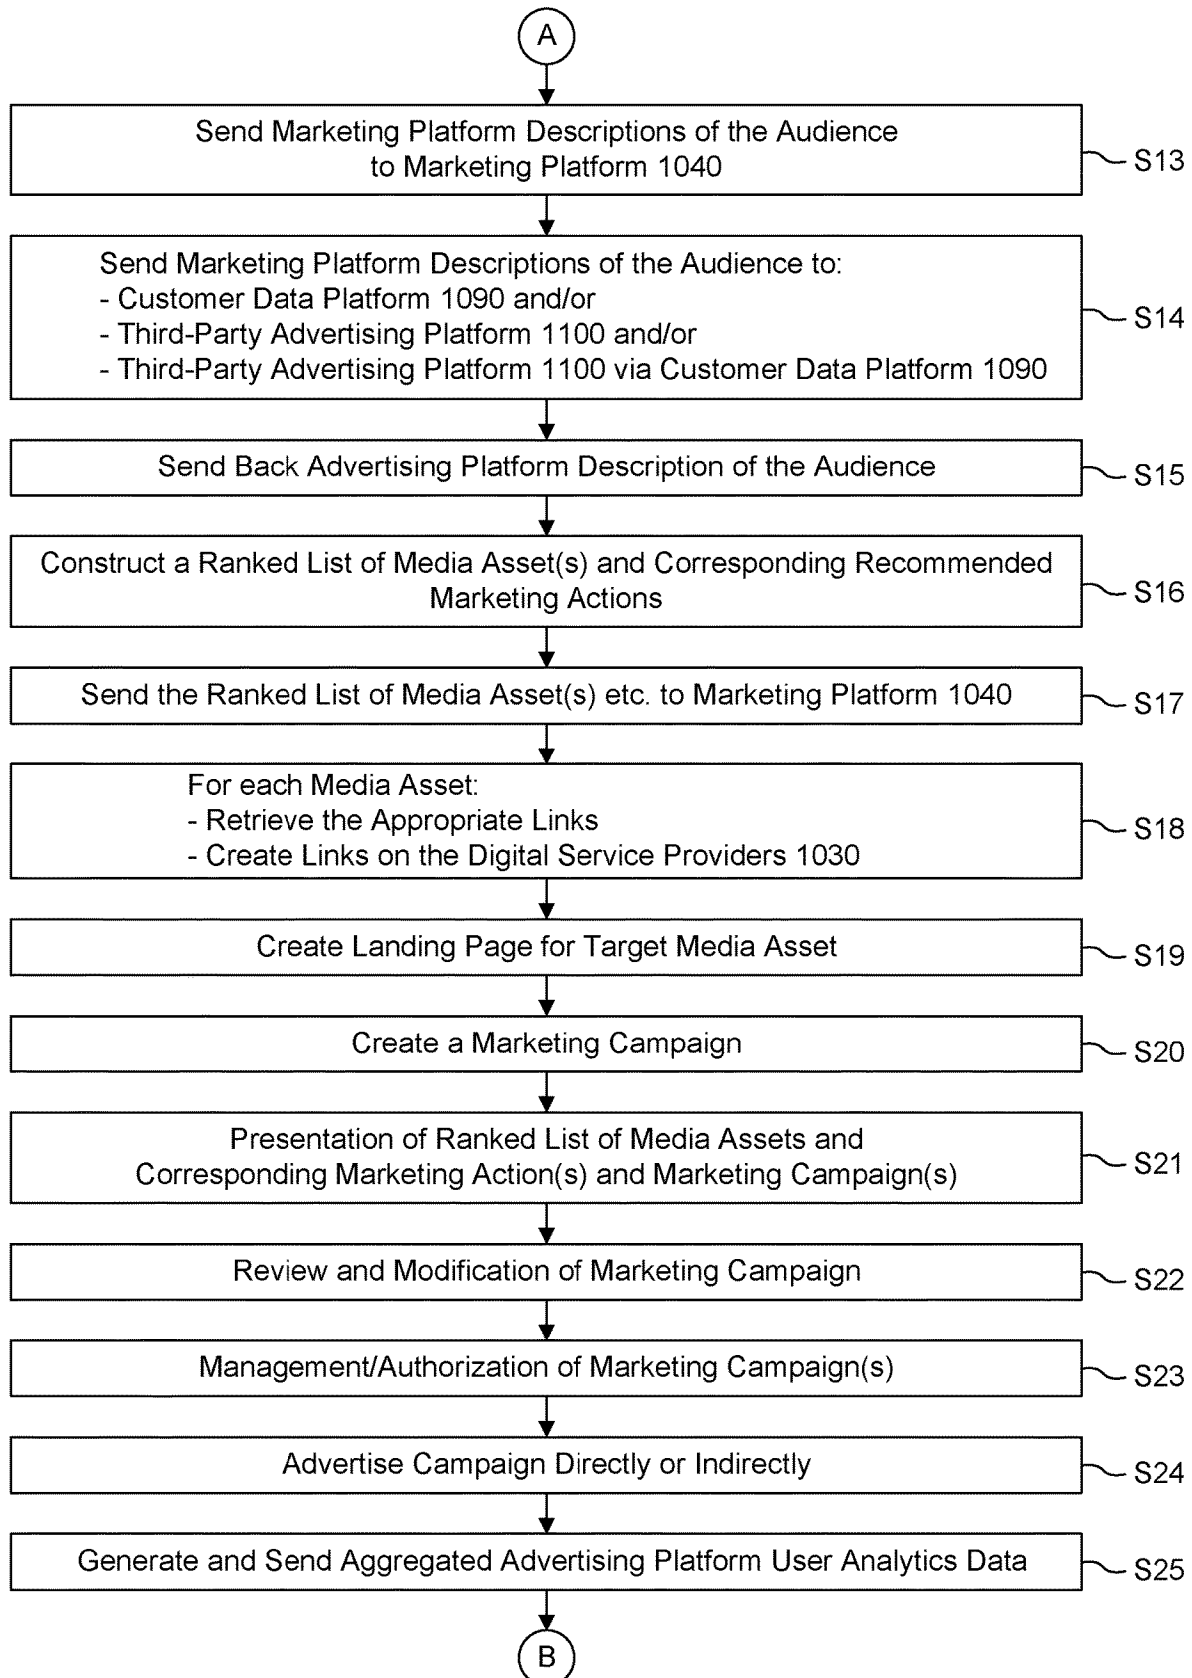 A
Send Marketing Platform Descriptions of the Audience
to Marketing Platform 1040
S13
Send Marketing Platform Descriptions of the Audience to:
- Customer Data Platform 1090 and/or
- Third-Party Advertising Platform 1100 and/or
- Third-Party Advertising Platform 1100 via Customer Data Platform 1090
S14
Send Back Advertising Platform Description of the Audience
S15
Construct a Ranked List of Media Asset(s) and Corresponding Recommended
Marketing Actions
S16
Send the Ranked List of Media Asset(s) etc. to Marketing Platform 1040
S17
For each Media Asset:
- Retrieve the Appropriate Links
- Create Links on the Digital Service Providers 1030
S18
Create Landing Page for Target Media Asset
S19
Create a Marketing Campaign
S20
Presentation of Ranked List of Media Assets and
Corresponding Marketing Action(s) and Marketing Campaign(s)
S21
Review and Modification of Marketing Campaign
S22
Management/Authorization of Marketing Campaign(s)
S23
Advertise Campaign Directly or Indirectly
S24
Generate and Send Aggregated Advertising Platform User Analytics Data
S25
B